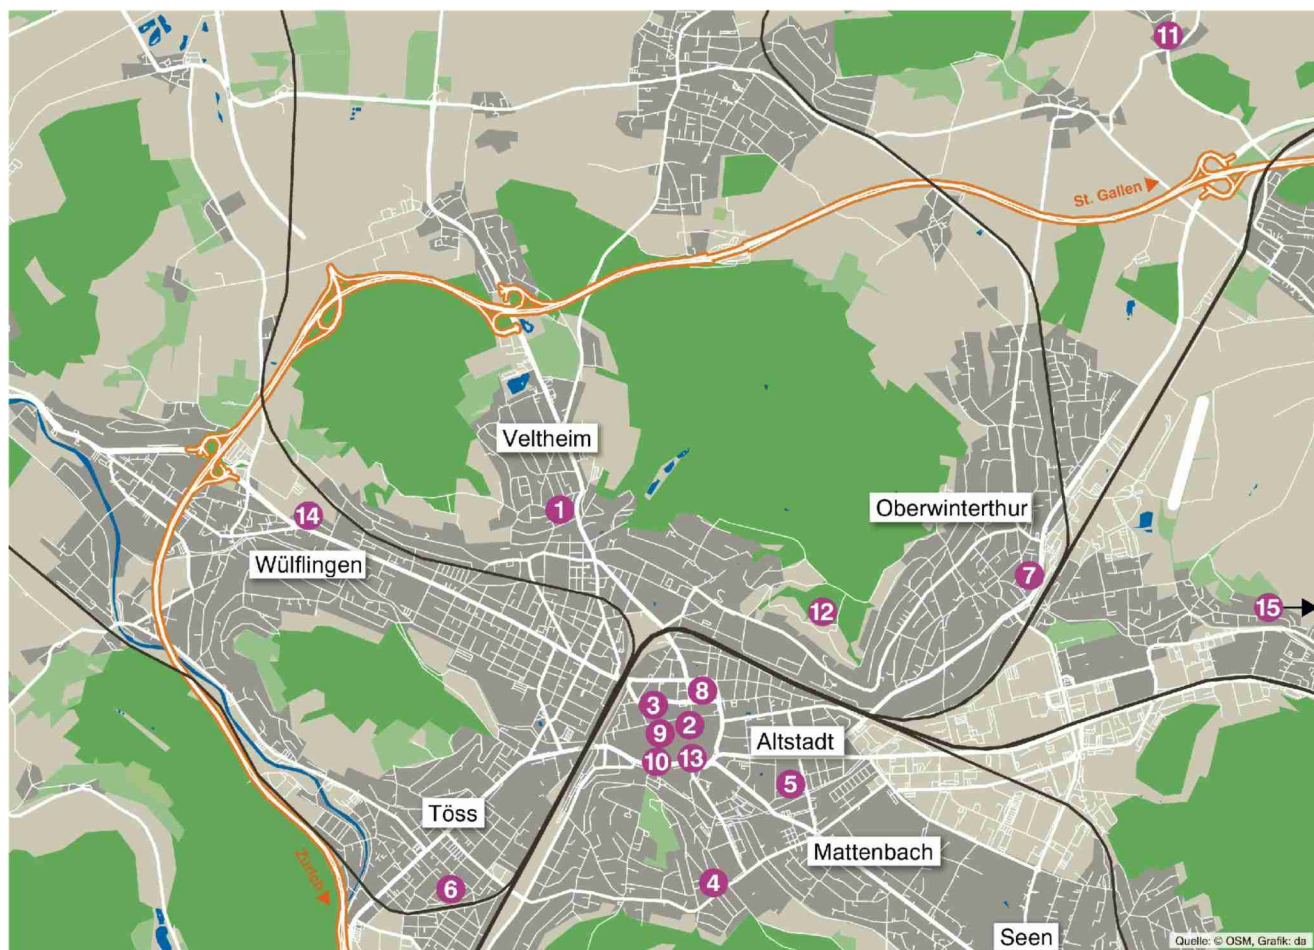 11
St. Gallen
Veltheim
1
14
Oberwinterthur
Wülflingen
7
12
15
8
3
2
9
Altstadt
10
13
5
Töss
Mattenbach
Zürich
6
4
Seen
Quelle: © OSM, Grafik: da